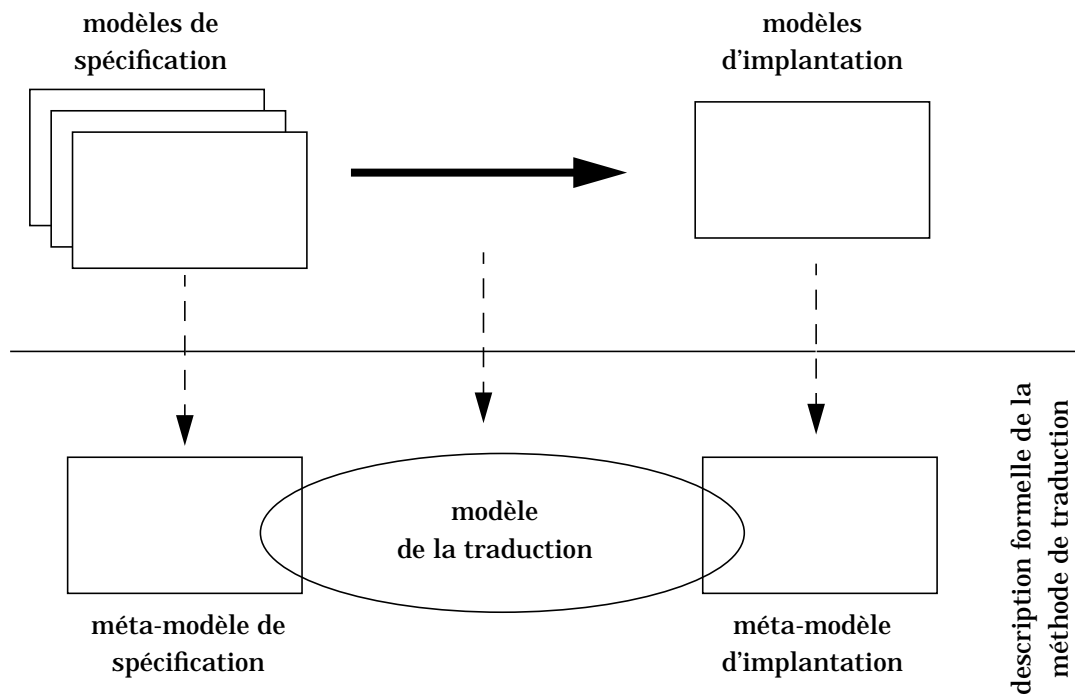 modèles de
spécification
modèles
d'implantation
modèle
de la traduction
méta-modèle de
spécification
méta-modèle
d'implantation
description formelle de la
méthode de traduction